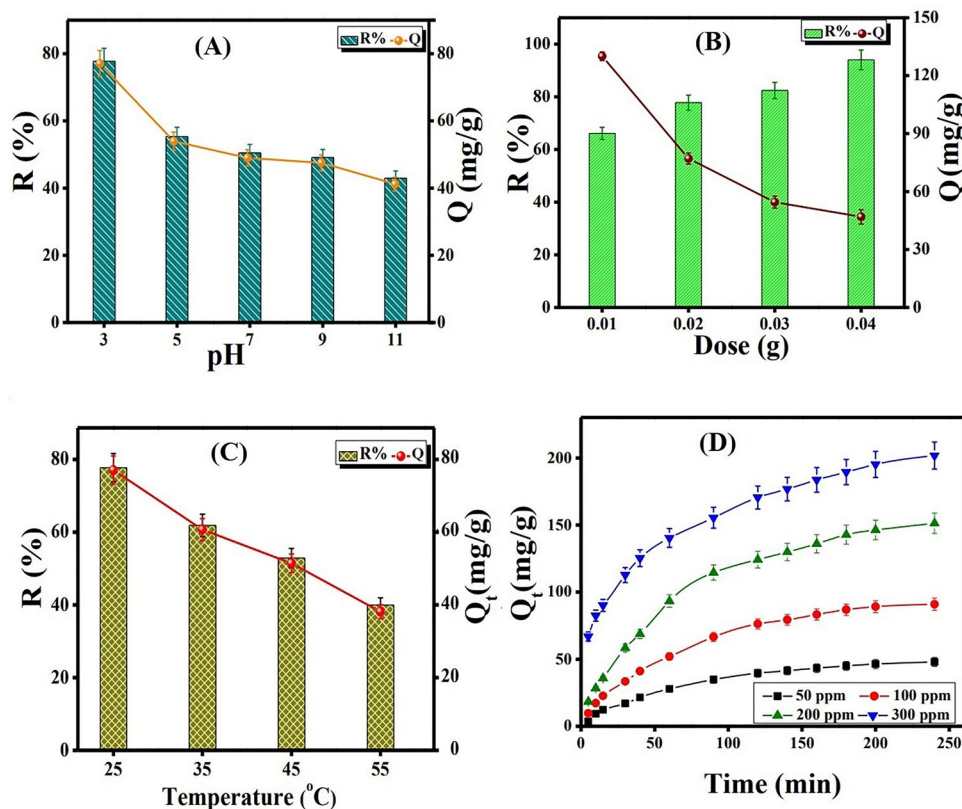 (A)
R% Q
80
60
40
20
0
R (%)
80
60
40
20
0
Q (mg/g)
3 5 7 9 11
pH
(B)
R% Q
100
80
60
40
20
0
R (%)
150
120
90
60
30
0
Q (mg/g)
0.01 0.02 0.03 0.04
Dose (g)
(C)
R% Q
80
60
40
20
0
R (%)
80
60
40
20
0
Qt(mg/g)
25 35 45 55
Temperature (°C)
(D)
200
150
100
50
0
Qt(mg/g)
50 ppm 100 ppm
200 ppm 300 ppm
0 50 100 150 200 250
Time (min)